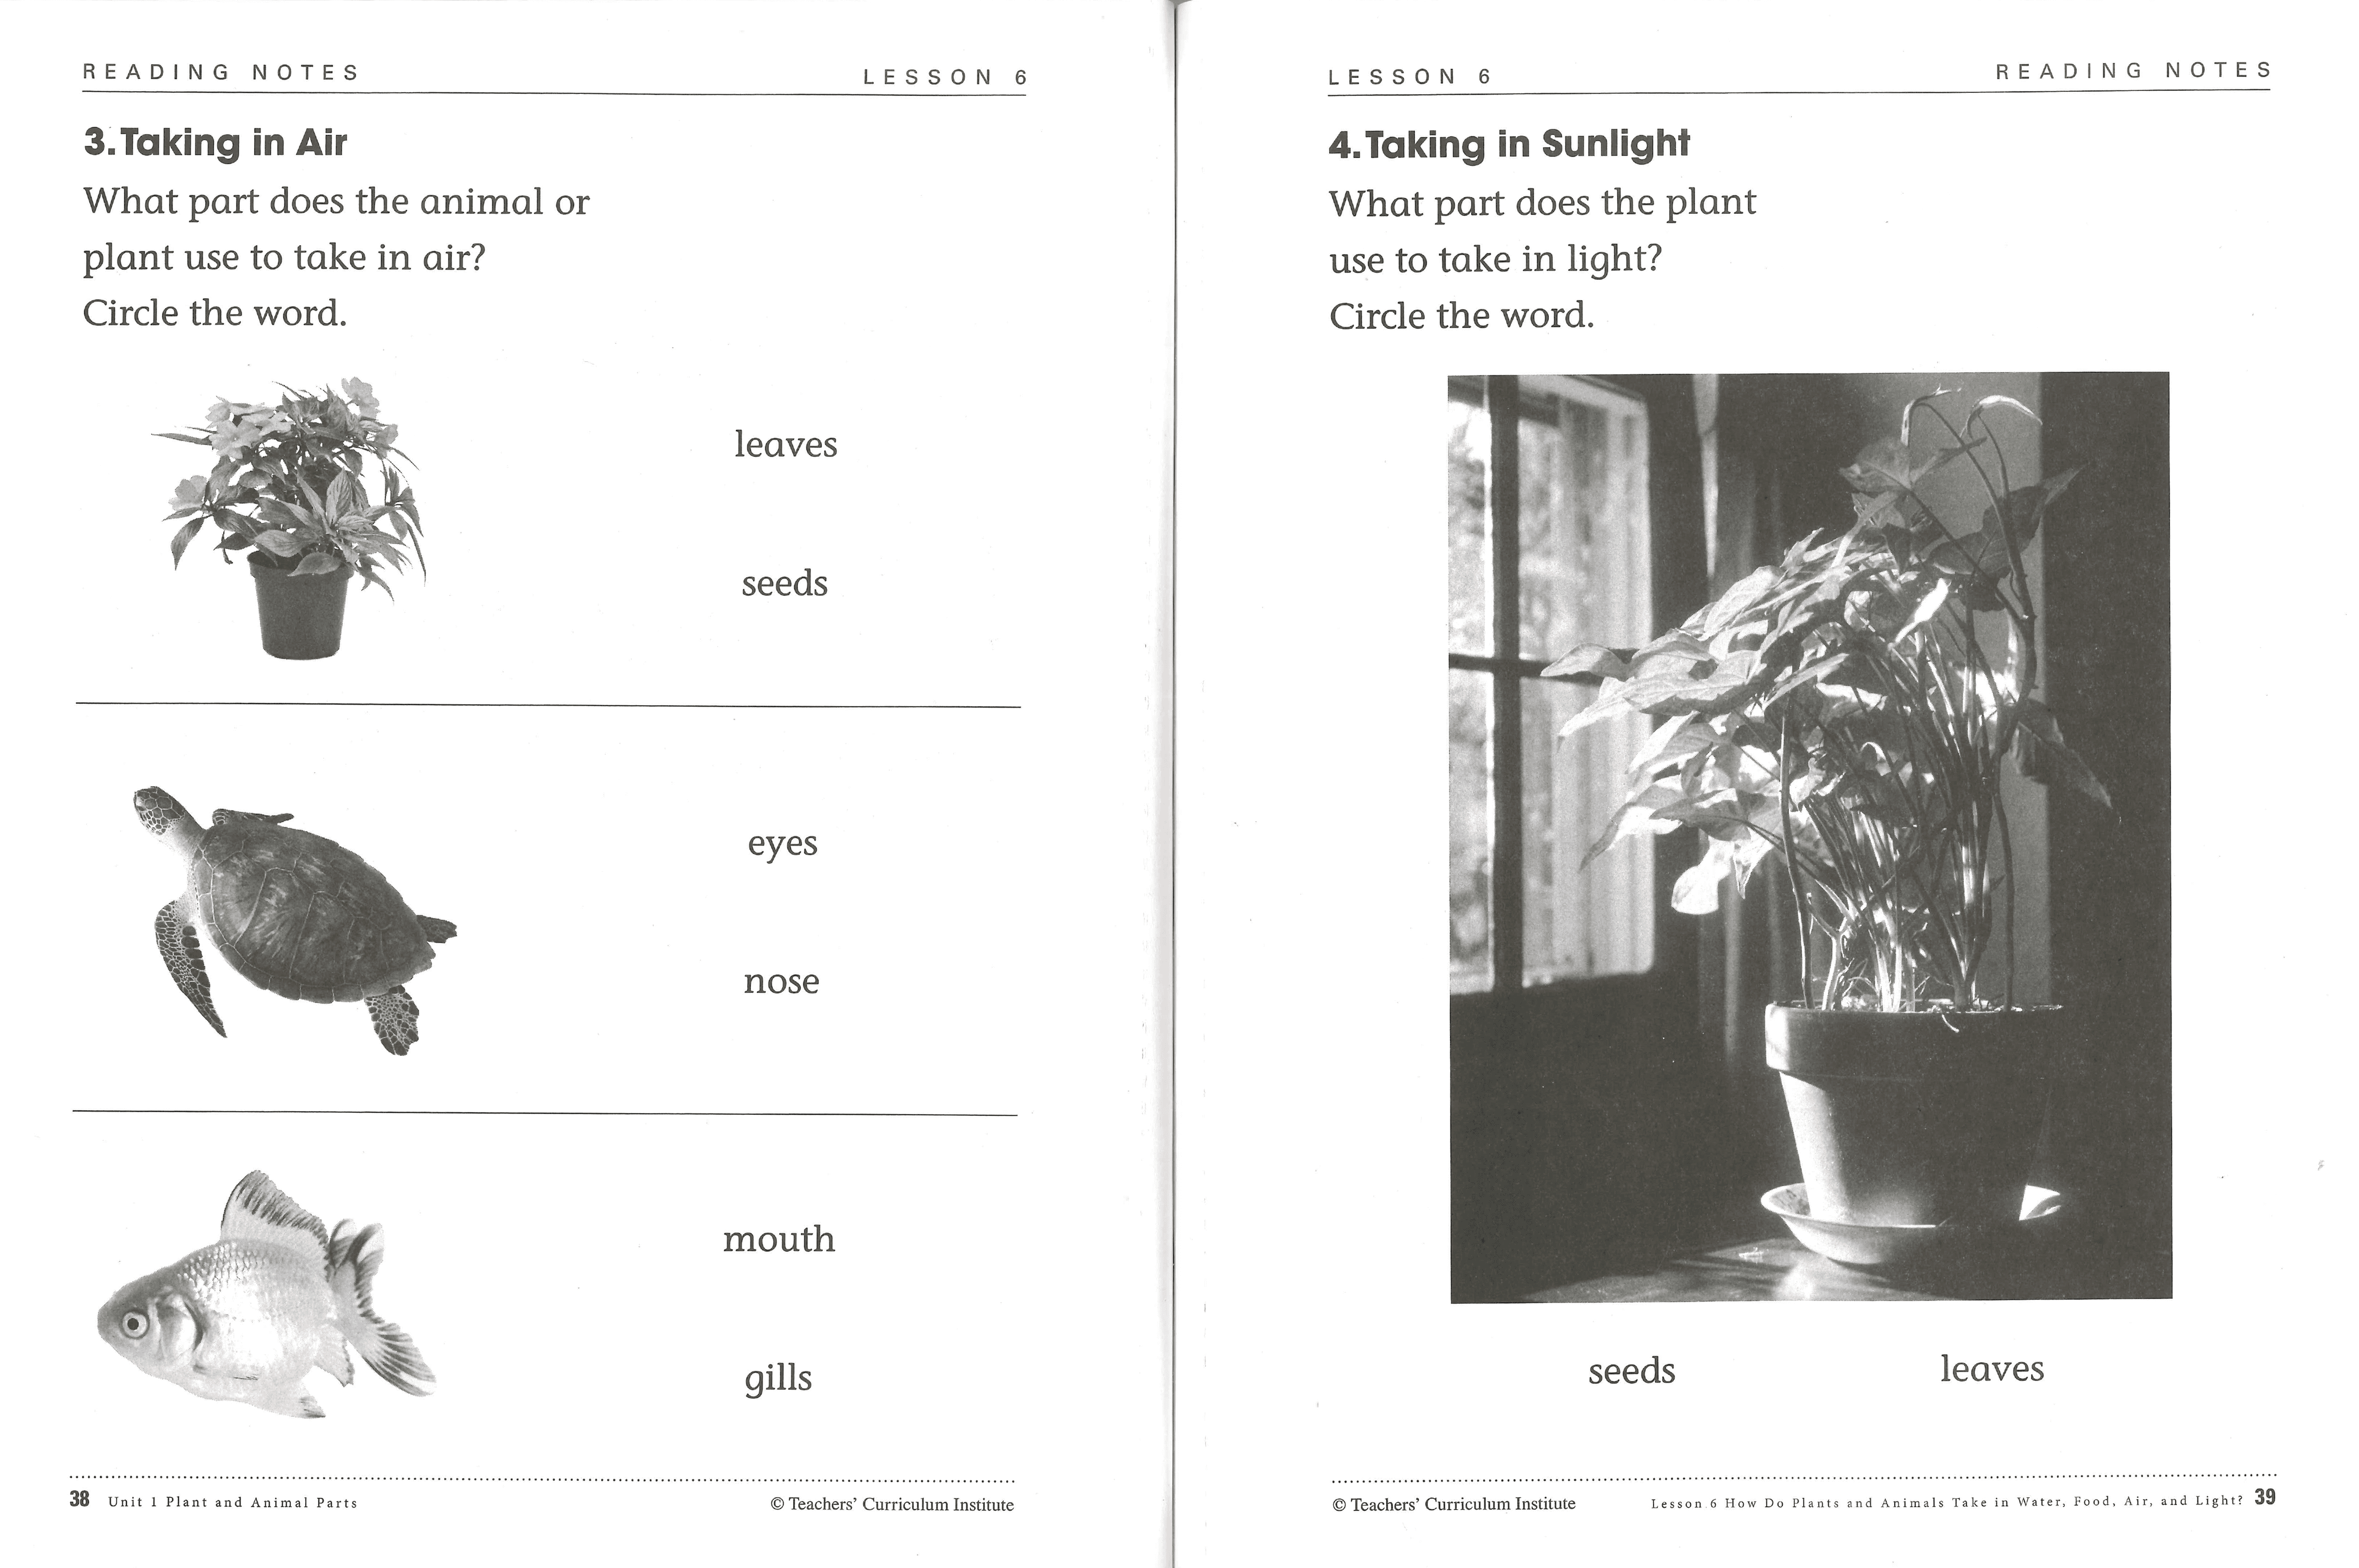 READING NOTES
LESSON 6
3. Taking in Air
What part does the animal or
plant use to take in air?
Circle the word.
leaves
seeds
eyes
nose
mouth
gills
38 Unit 1 Plant and Animal Parts
© Teachers' Curriculum Institute
LESSON 6
READING NOTES
4. Taking in Sunlight
What part does the plant
use to take in light?
Circle the word.
seeds leaves
© Teachers' Curriculum Institute
Lesson 6 How Do Plants and Animals Take in Water, Food, Air, and Light? 39